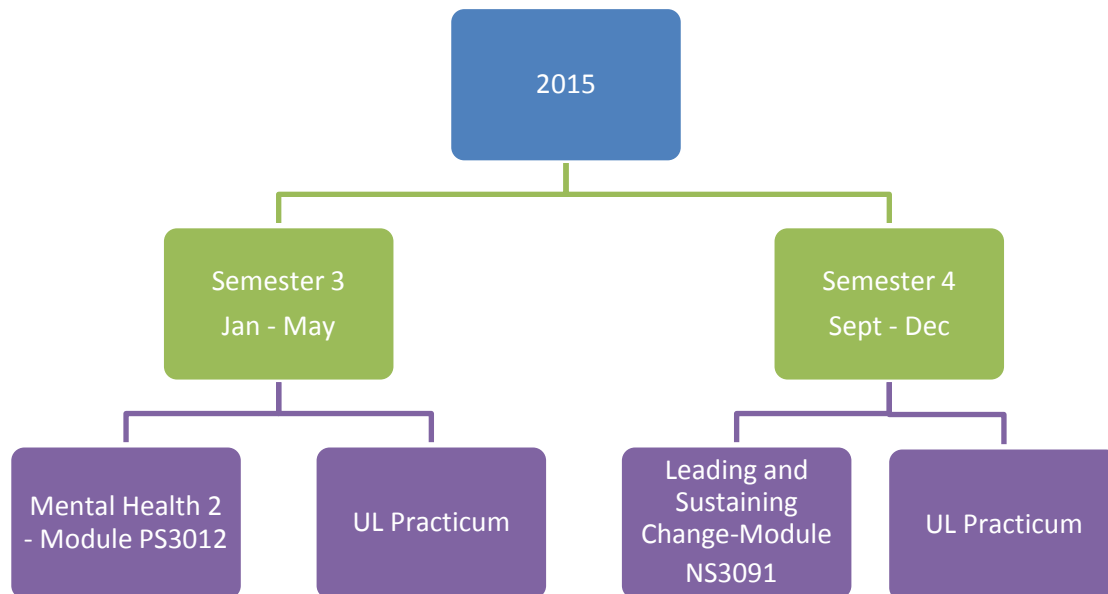 2015
Semester 3
Jan - May
Semester 4
Sept - Dec
Mental Health 2
- Module PS3012
UL Practicum
Leading and
Sustaining
Change-Module
NS3091
UL Practicum